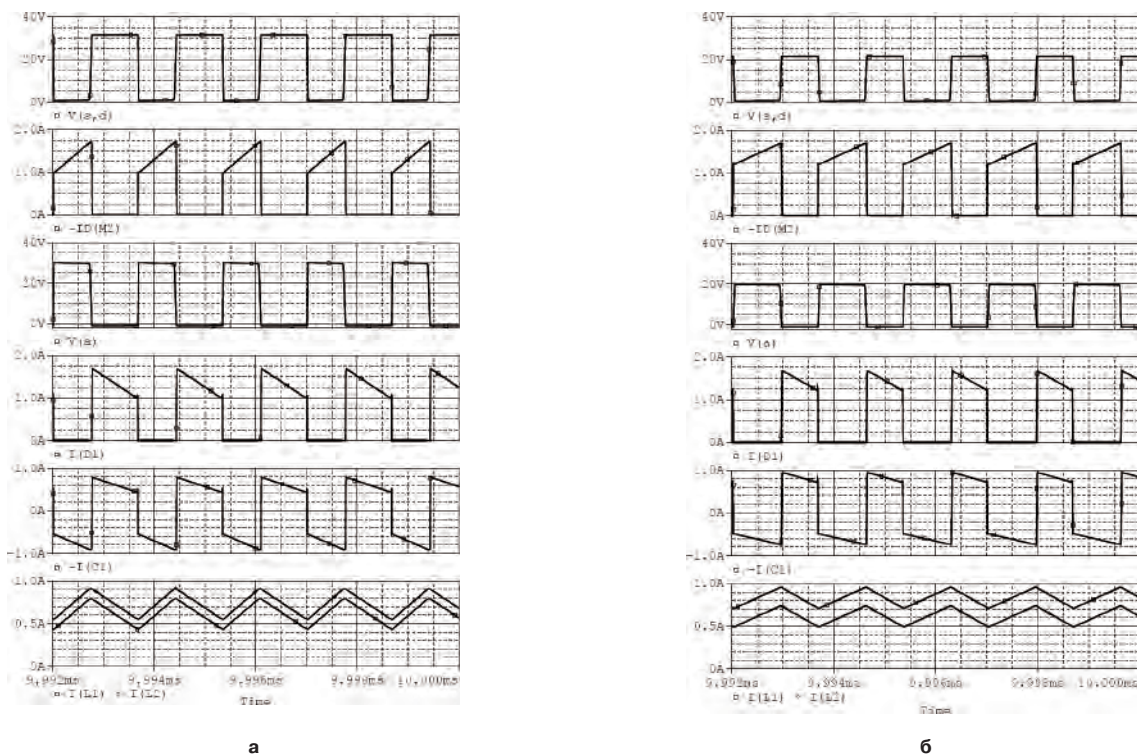 40V
20V
0V
V(s,d)
2.0A
1.0A
0A
-ID(M2)
40V
20V
0V
V(a)
2.0A
1.0A
0A
I(D1)
1.0A
0A
-1.0A
-I(C1)
1.0A
0.5A
0A
9.992ms 9.994ms 9.996ms 9.998ms 10.000ms
I(L1) I(L2)
Time
а
40V
20V
0V
V(s,d)
2.0A
1.0A
0A
-ID(M2)
40V
20V
0V
2.0A
1.0A
0A
I(D1)
1.0A
0A
-1.0A
-I(C1)
1.0A
0.5A
0A
9.992ms 9.994ms 9.996ms 9.998ms 10.000ms
I(L1) I(L2)
Time
б